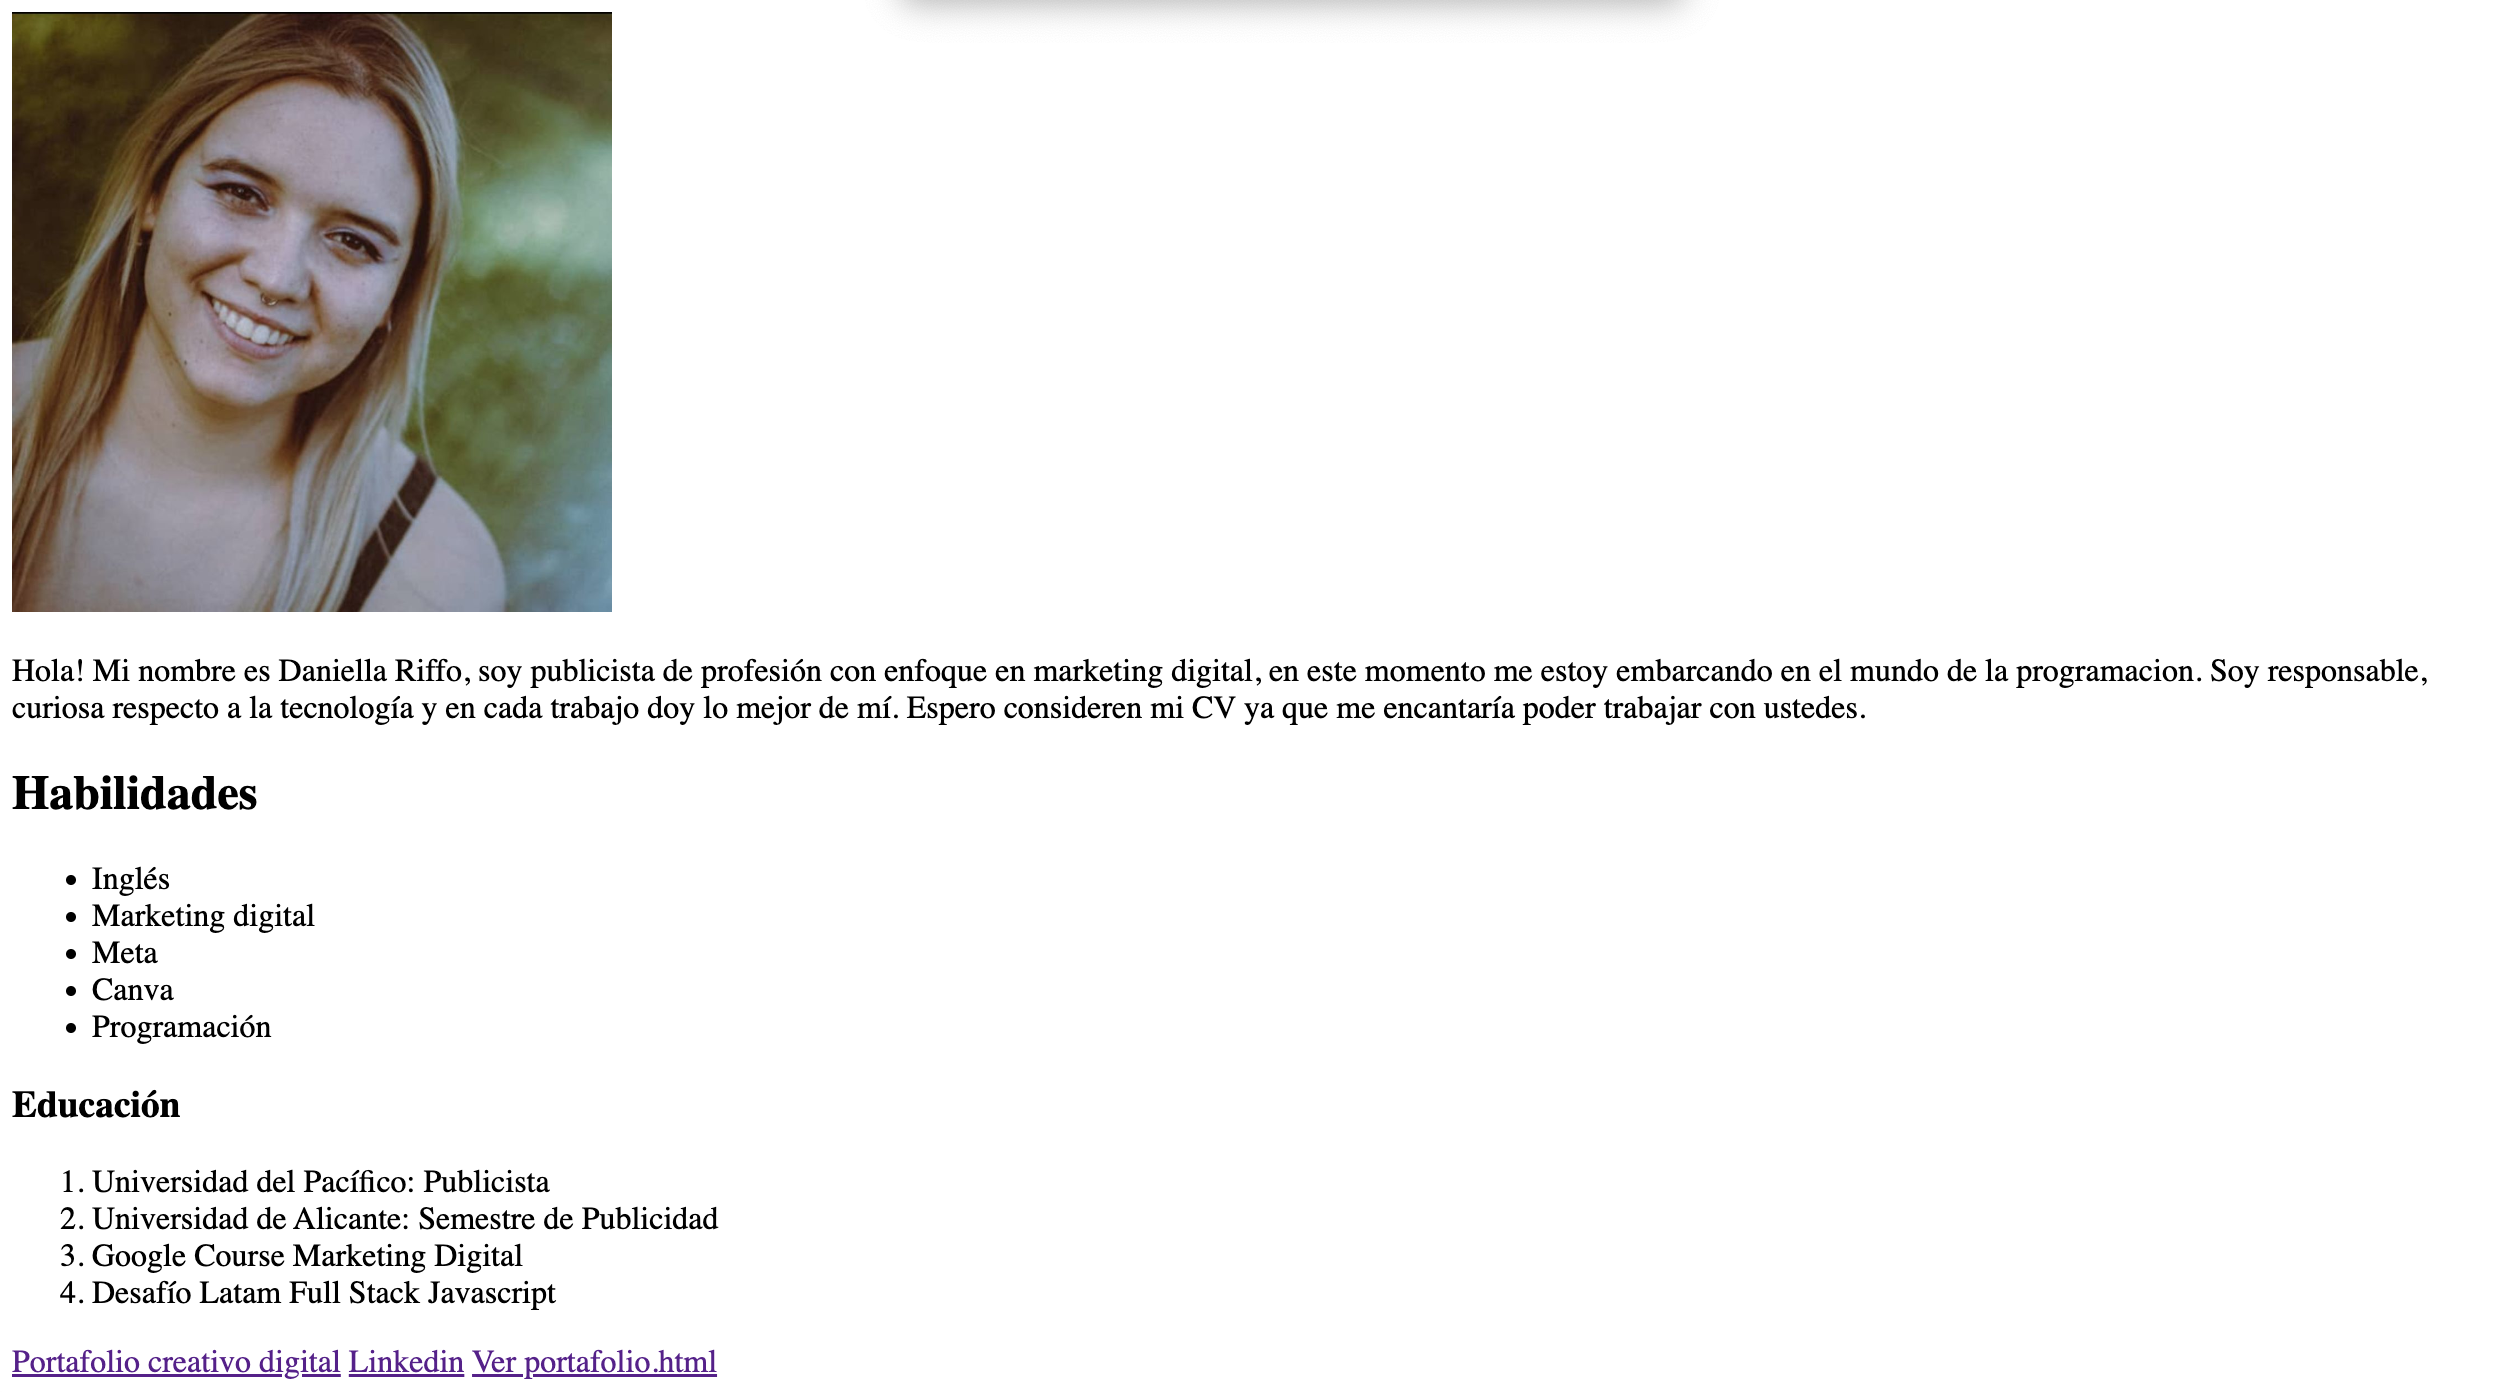 Hola! Mi nombre es Daniella Riffo, soy publicista de profesión con enfoque en marketing digital, en este momento me estoy embarcando en el mundo de la programacion. Soy responsable,
curiosa respecto a la tecnología y en cada trabajo doy lo mejor de mí. Espero consideren mi CV ya que me encantaría poder trabajar con ustedes.
Habilidades
• Inglés
• Marketing digital
• Meta
• Canva
• Programación
Educación
1. Universidad del Pacífico: Publicista
2. Universidad de Alicante: Semestre de Publicidad
3. Google Course Marketing Digital
4. Desafío Latam Full Stack Javascript
Portafolio creativo digital Linkedin Ver portafolio.html